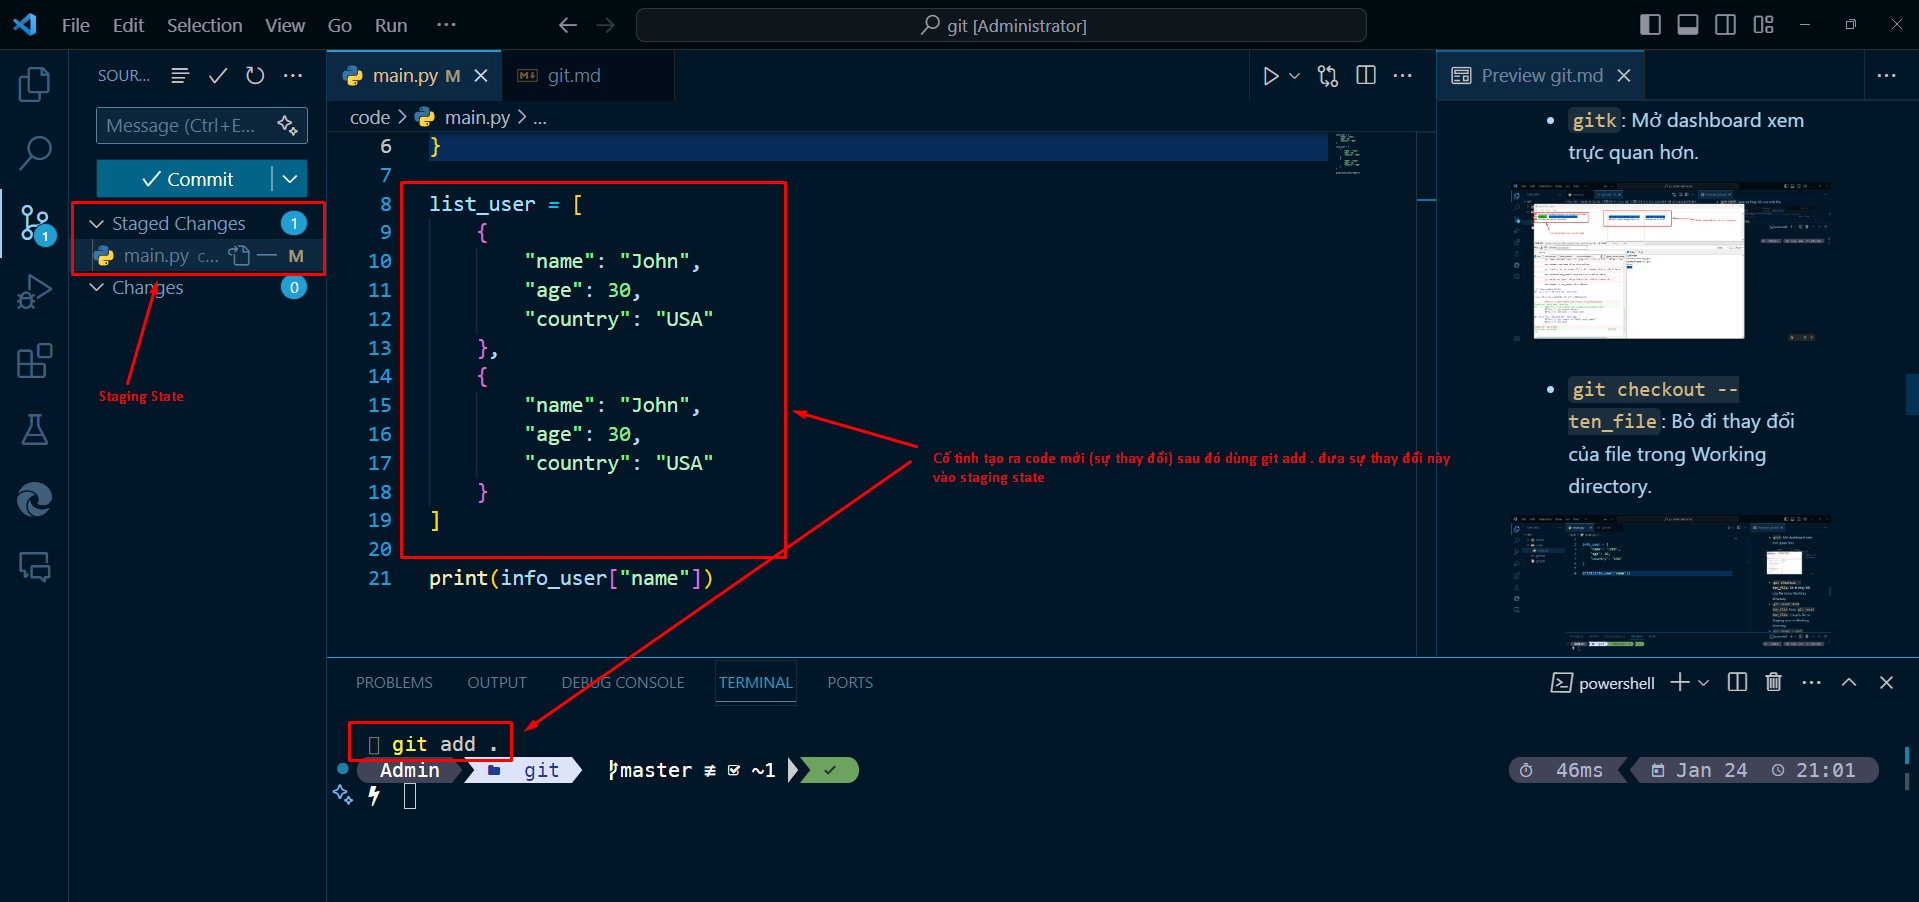 File Edit Selection View Go Run ···
git [Administrator]
SOUR...
Message (Ctrl+E...
Commit
Staged Changes 1
main.py c... M
Changes 0
1
Staging State
main.py M
git.md
code > main.py > ...
6 }
7
8 list_user = [
9 {
10 "name": "John",
11 "age": 30,
12 "country": "USA"
13 },
14 {
15 "name": "John",
16 "age": 30,
17 "country": "USA"
18 }
19 ]
20
21 print(info_user["name"])
Cố tình tạo ra code mới (sự thay đổi) sau đó dùng git add . đưa sự thay đổi này
vào staging state
Preview git.md
• gitk: Mở dashboard xem
trực quan hơn.
• git checkout --
ten_file: Bỏ đi thay đổi
của file trong Working
directory.
PROBLEMS OUTPUT DEBUG CONSOLE TERMINAL PORTS
powershell
git add .
Admin git master ≢ ~1
46ms Jan 24 21:01